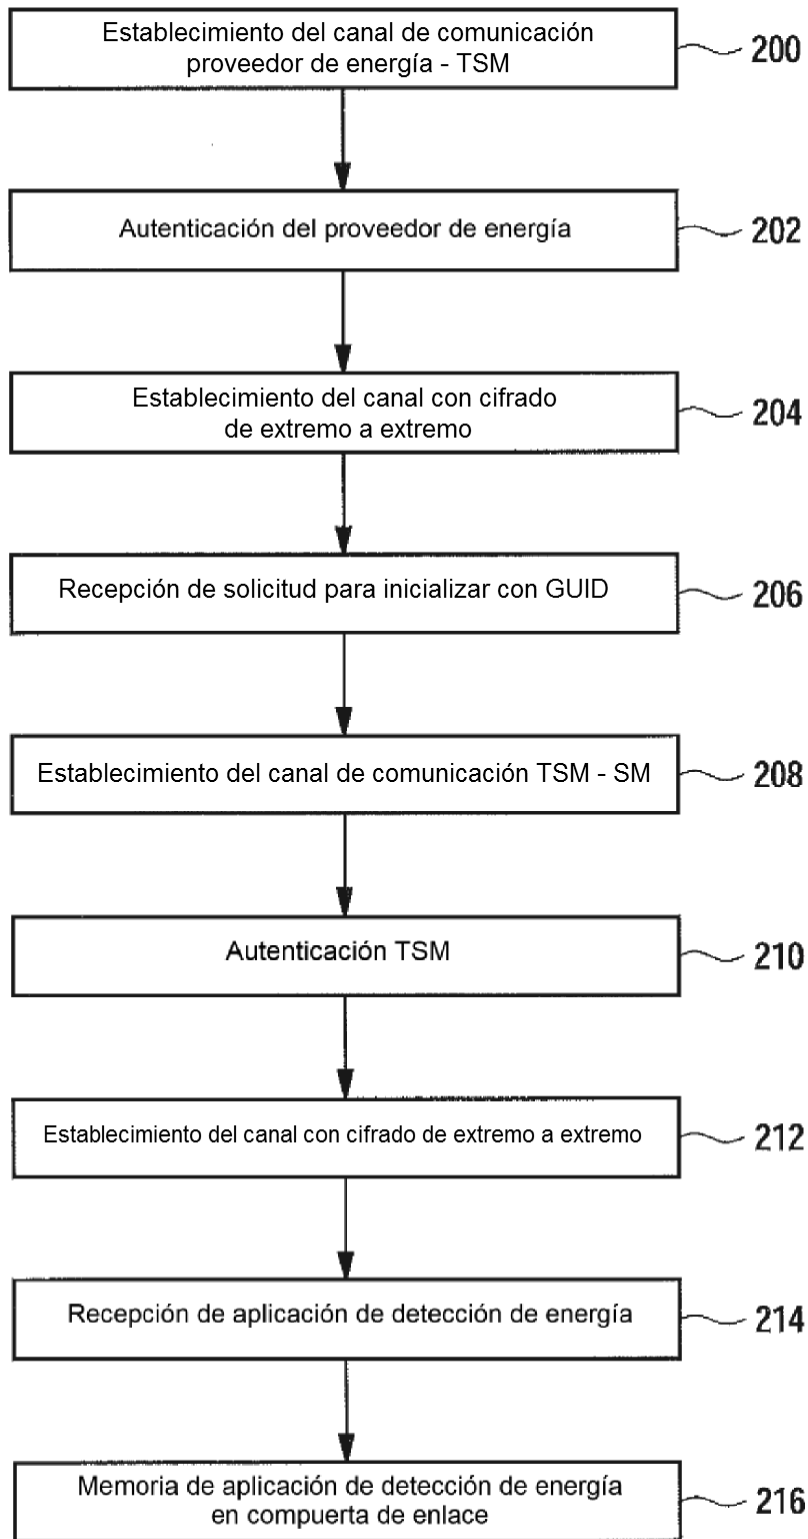 Establecimiento del canal de comunicación
proveedor de energía - TSM
200
Autenticación del proveedor de energía
202
Establecimiento del canal con cifrado
de extremo a extremo
204
Recepción de solicitud para inicializar con GUID
206
Establecimiento del canal de comunicación TSM - SM
208
Autenticación TSM
210
Establecimiento del canal con cifrado de extremo a extremo
212
Recepción de aplicación de detección de energía
214
Memoria de aplicación de detección de energía
en compuerta de enlace
216